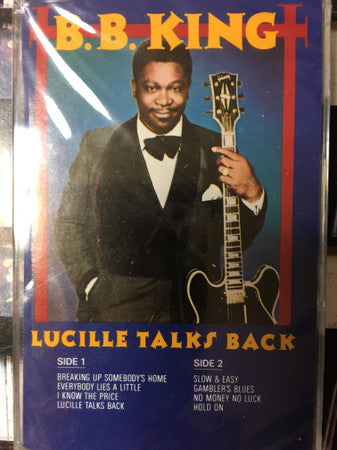 B.B. KING
Gibson
LUCILLE TALKS BACK
SIDE 1
BREAKING UP SOMEBODY'S HOME
EVERYBODY LIES A LITTLE
I KNOW THE PRICE
LUCILLE TALKS BACK
SIDE 2
SLOW & EASY
GAMBLER'S BLUES
NO MONEY NO LUCK
HOLD ON